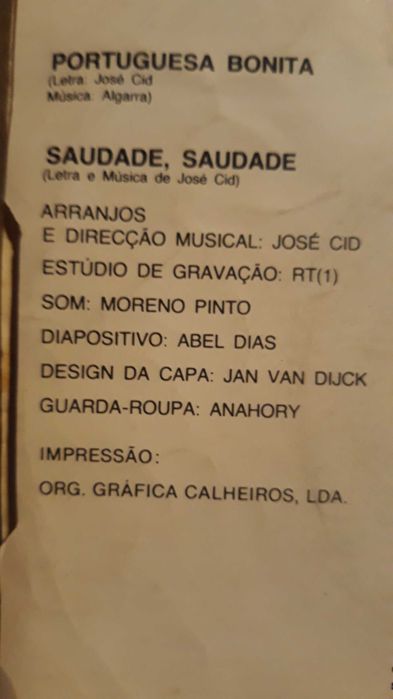 PORTUGUESA BONITA
(Letra: José Cid
Música: Algarra)
SAUDADE, SAUDADE
(Letra e Música de José Cid)
ARRANJOS
E DIRECÇÃO MUSICAL: JOSÉ CID
ESTÚDIO DE GRAVAÇÃO: RT(1)
SOM: MORENO PINTO
DIAPOSITIVO: ABEL DIAS
DESIGN DA CAPA: JAN VAN DIJCK
GUARDA-ROUPA: ANAHORY
IMPRESSÃO:
ORG. GRÁFICA CALHEIROS, LDA.